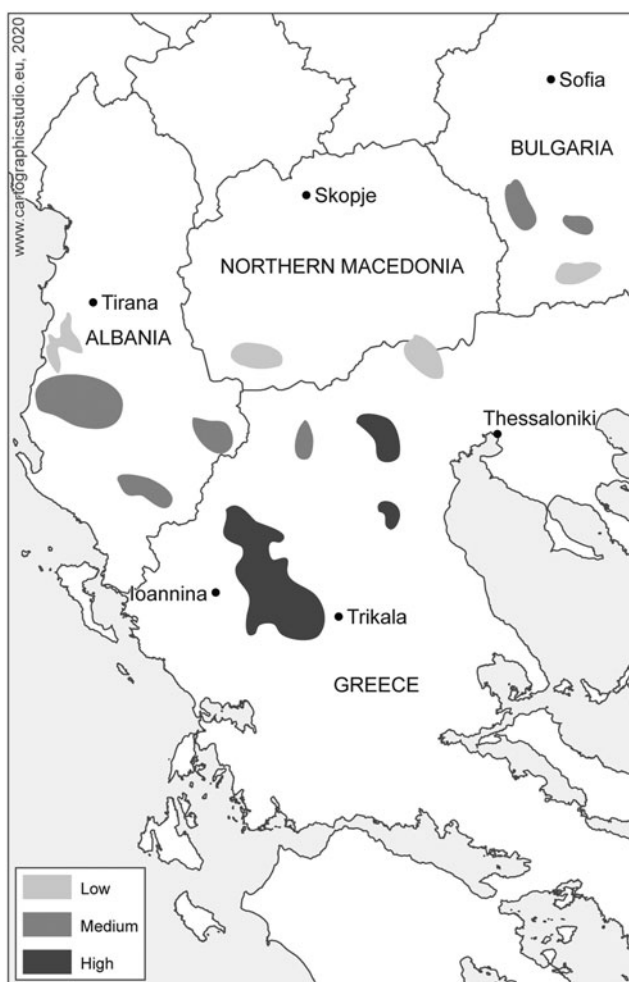 www.cartographicstudio.eu, 2020
Sofia
BULGARIA
Skopje
NORTHERN MACEDONIA
Tirana
ALBANIA
Thessaloniki
Ioannina
Trikala
GREECE
Low
Medium
High